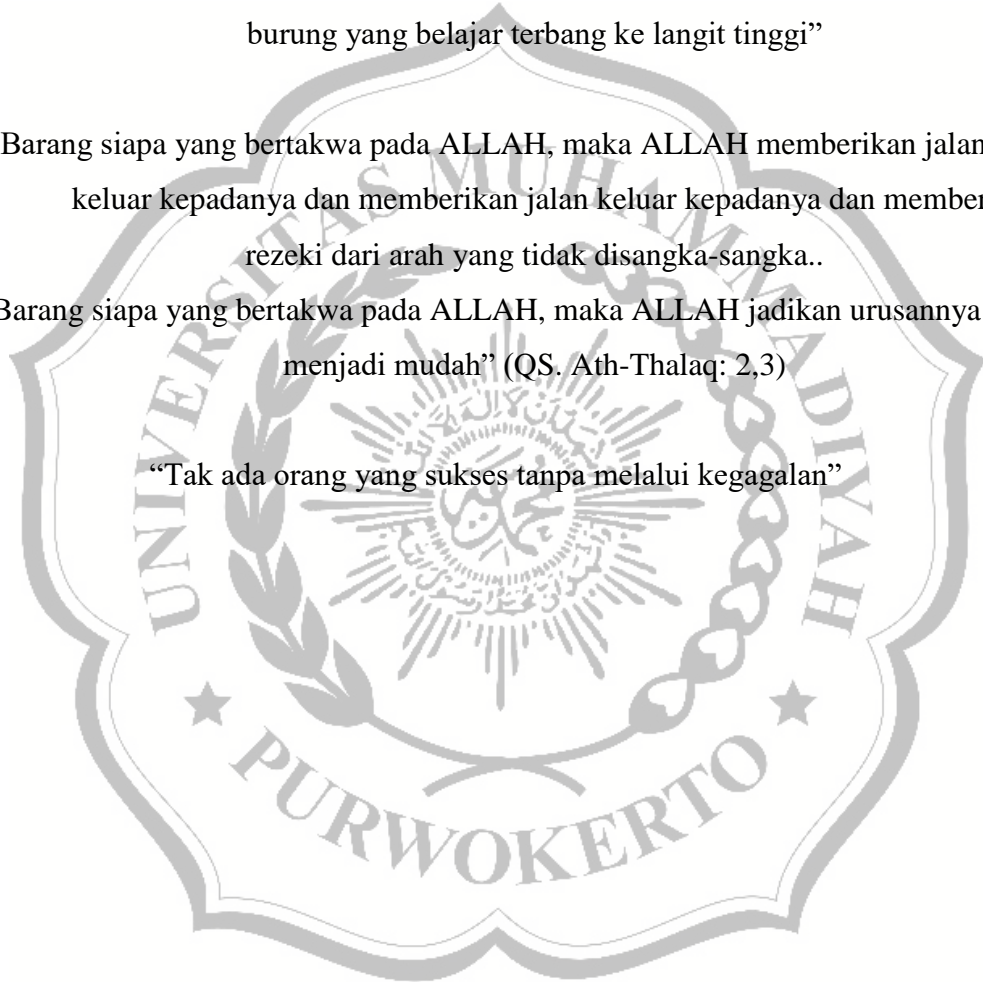 burung yang belajar terbang ke langit tinggi”
Barang siapa yang bertakwa pada ALLAH, maka ALLAH memberikan jalan
keluar kepadanya dan memberikan jalan keluar kepadanya dan member
rezeki dari arah yang tidak disangka-sangka..
Barang siapa yang bertakwa pada ALLAH, maka ALLAH jadikan urusannya
menjadi mudah” (QS. Ath-Thalaq: 2,3)
“Tak ada orang yang sukses tanpa melalui kegagalan”
UNIVERSITAS MUHAMMADIYAH
PURWOKERTO